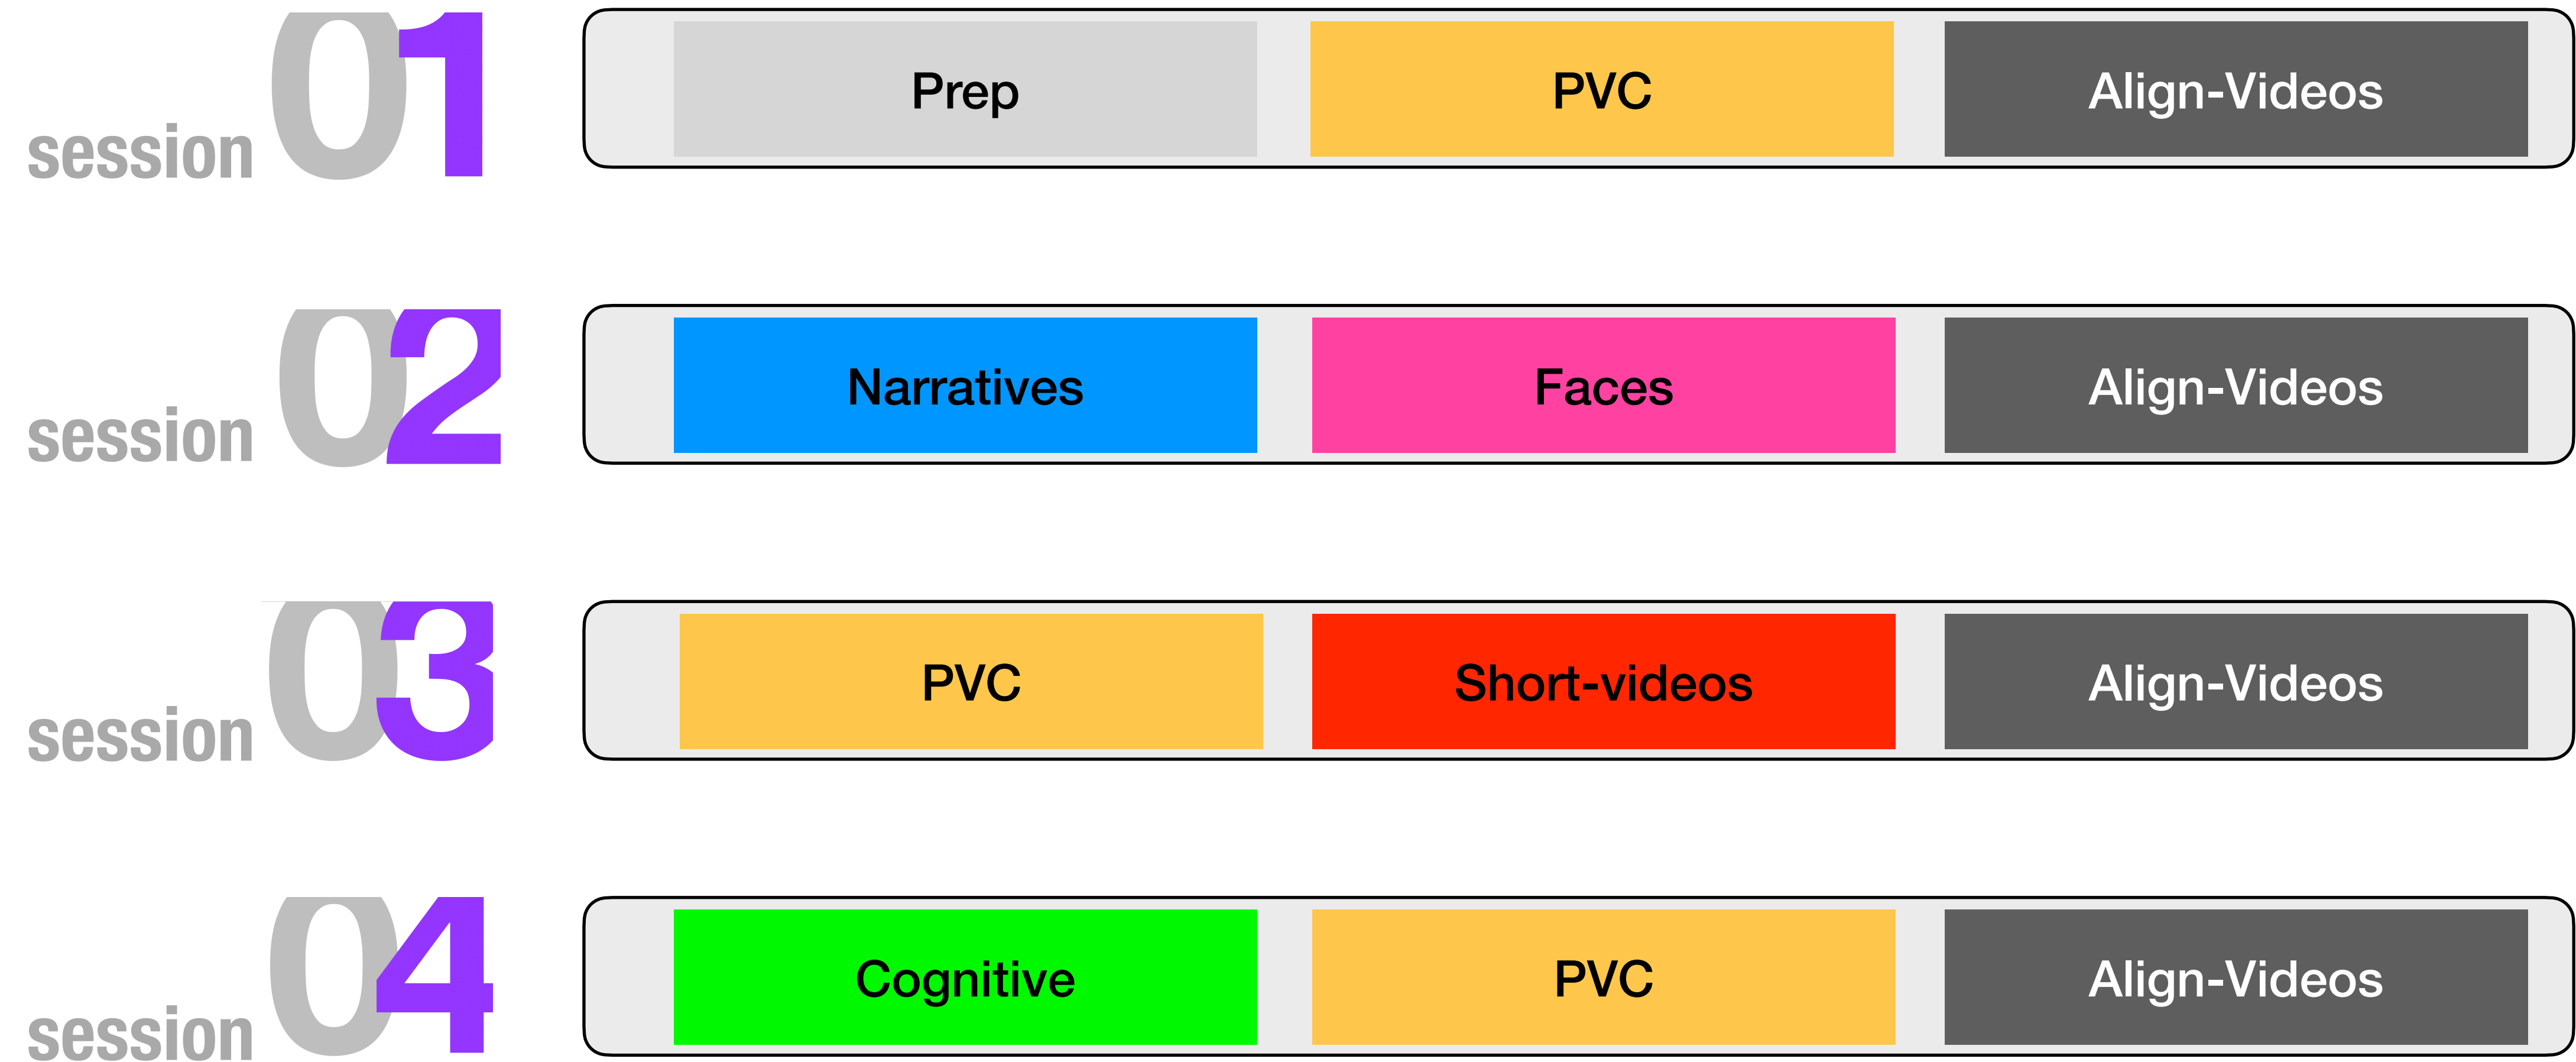 session 01
Prep PVC Align-Videos
session 02
Narratives Faces Align-Videos
session 03
PVC Short-videos Align-Videos
session 04
Cognitive PVC Align-Videos